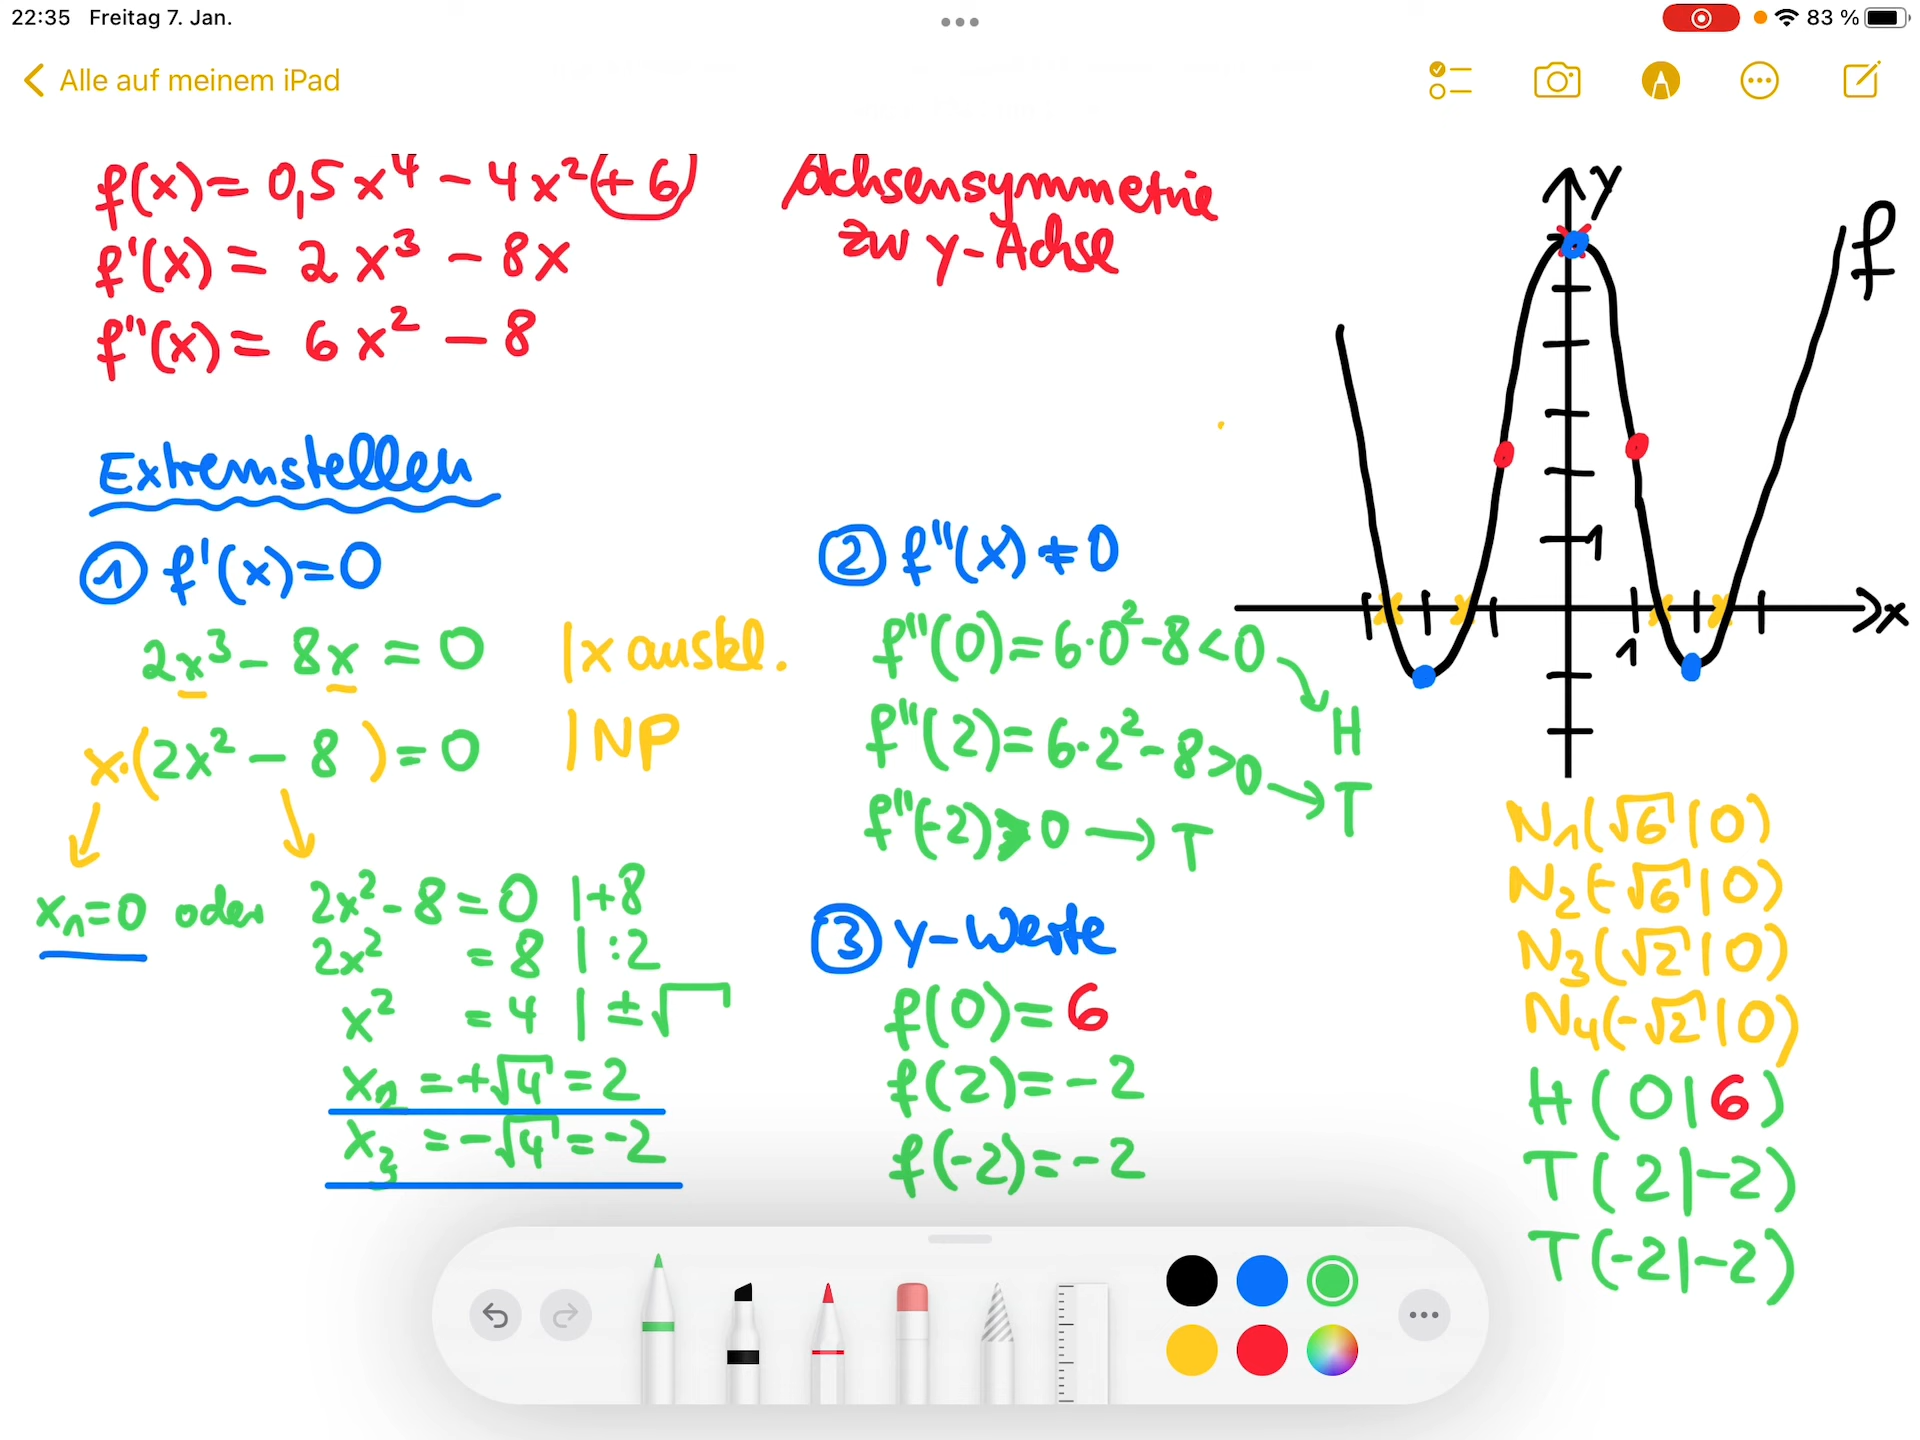 22:35 Freitag 7. Jan.
83 %
Alle auf meinem iPad
f(x)= 0,5x⁴ - 4x² (+ 6)
f'(x) = 2x³ - 8x
f''(x) = 6x² - 8
Achsensymmetrie
zur y-Achse
Extremstellen
① f'(x)=0
2x³ - 8x = 0 | x auskl.
x·(2x² - 8) = 0 | NP
x₁=0 oder 2x² - 8 = 0 | +8
2x² = 8 | :2
x² = 4 | ±√
x₂ = +√4 = 2
x₃ = -√4 = -2
② f''(x) ≠ 0
f''(0) = 6·0² - 8 < 0 → H
f''(2) = 6·2² - 8 > 0 → T
f''(-2) > 0 → T
③ y-Werte
f(0) = 6
f(2) = -2
f(-2) = -2
y
f
1
1
x
N₁(√6|0)
N₂(-√6|0)
N₃(√2|0)
N₄(-√2|0)
H(0|6)
T(2|-2)
T(-2|-2)